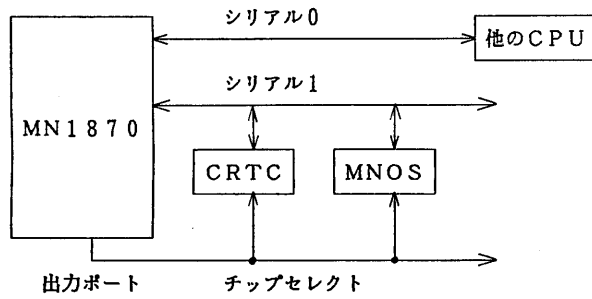 シリアル0
他のCPU
シリアル1
MN1870
CRTC
MNOS
出力ポート
チップセレクト